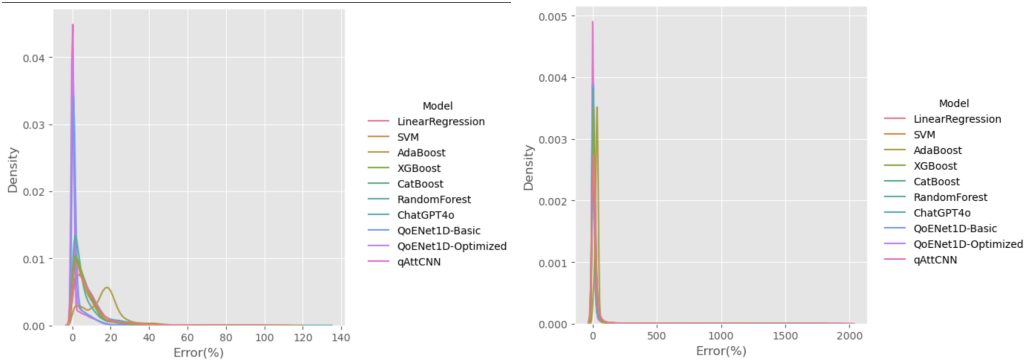 0.04
0.03
0.02
0.01
0.00
Density
0 20 40 60 80 100 120 140
Error(%)
Model
LinearRegression
SVM
AdaBoost
XGBoost
CatBoost
RandomForest
ChatGPT4o
QoENet1D-Basic
QoENet1D-Optimized
qAttCNN
0.005
0.004
0.003
0.002
0.001
0.000
Density
0 500 1000 1500 2000
Error(%)
Model
LinearRegression
SVM
AdaBoost
XGBoost
CatBoost
RandomForest
ChatGPT4o
QoENet1D-Basic
QoENet1D-Optimized
qAttCNN